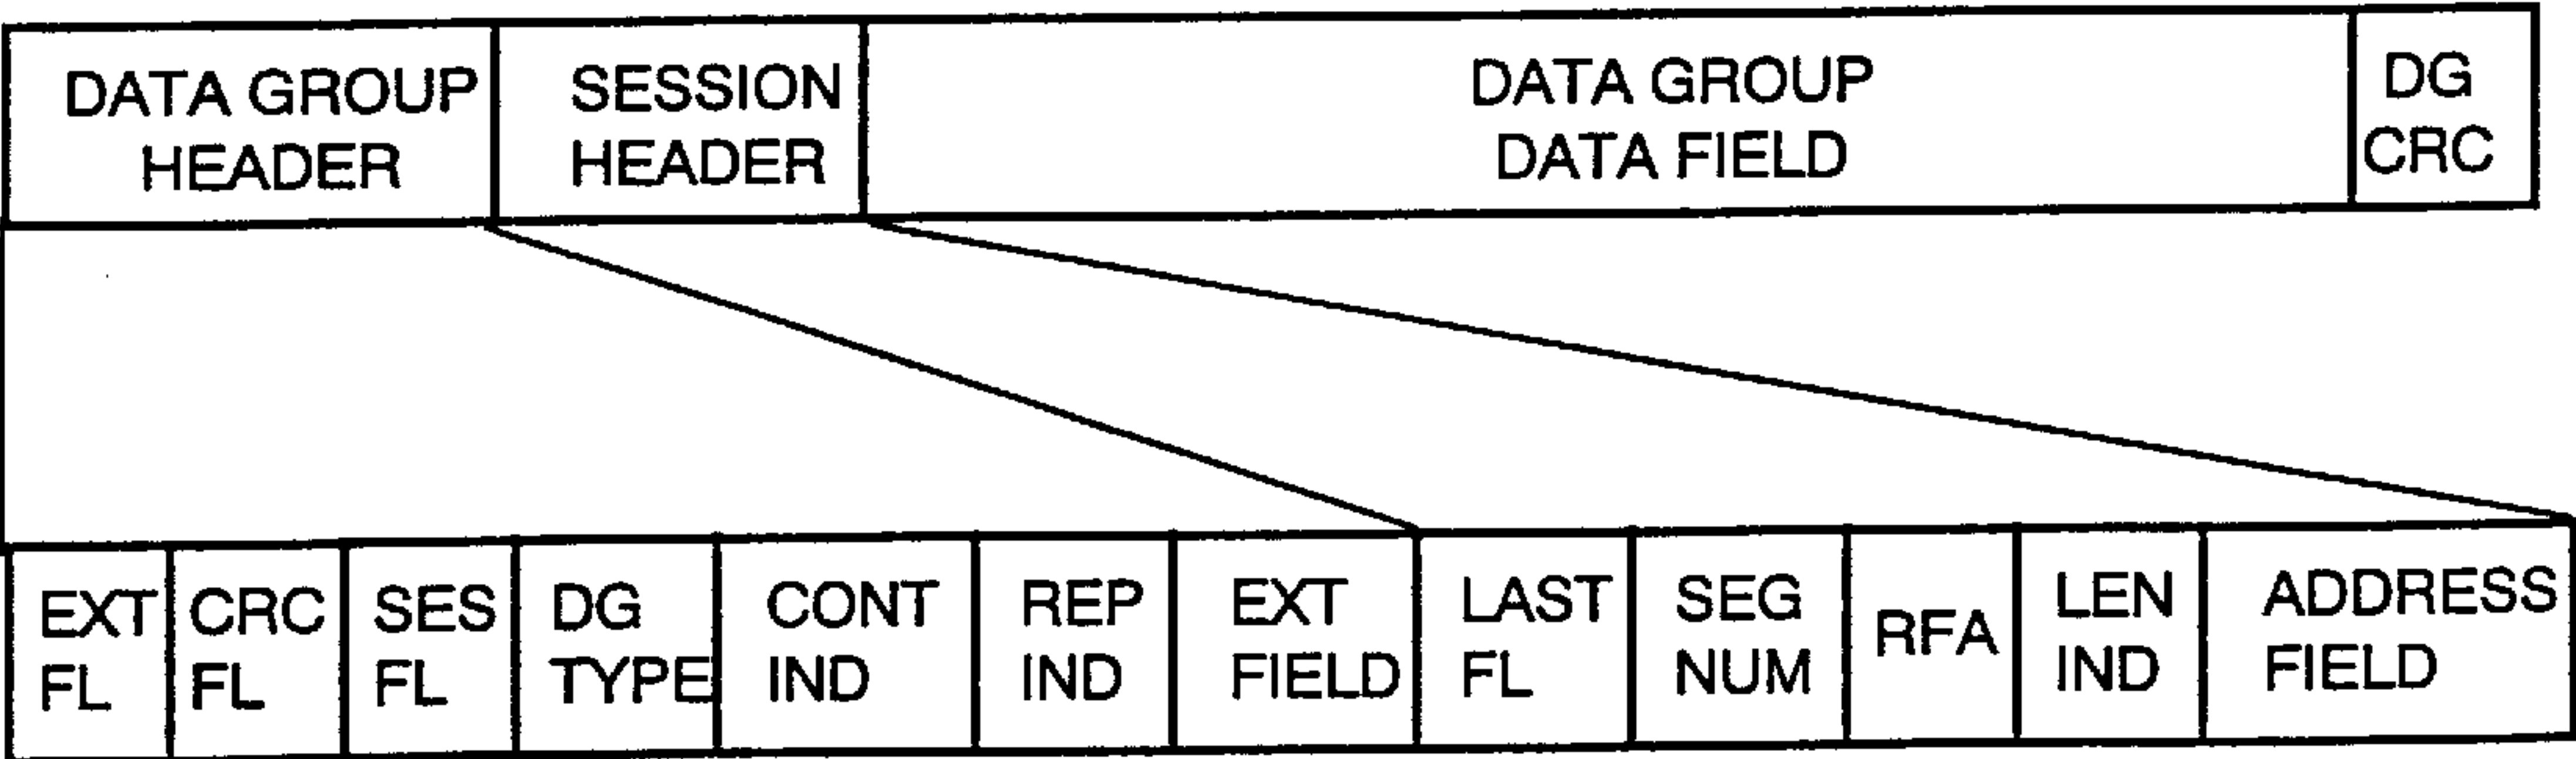 DATA GROUP
HEADER
SESSION
HEADER
DATA GROUP
DATA FIELD
DG
CRC
EXT
FL
CRC
FL
SES
FL
DG
TYPE
CONT
IND
REP
IND
EXT
FIELD
LAST
FL
SEG
NUM
RFA
LEN
IND
ADDRESS
FIELD